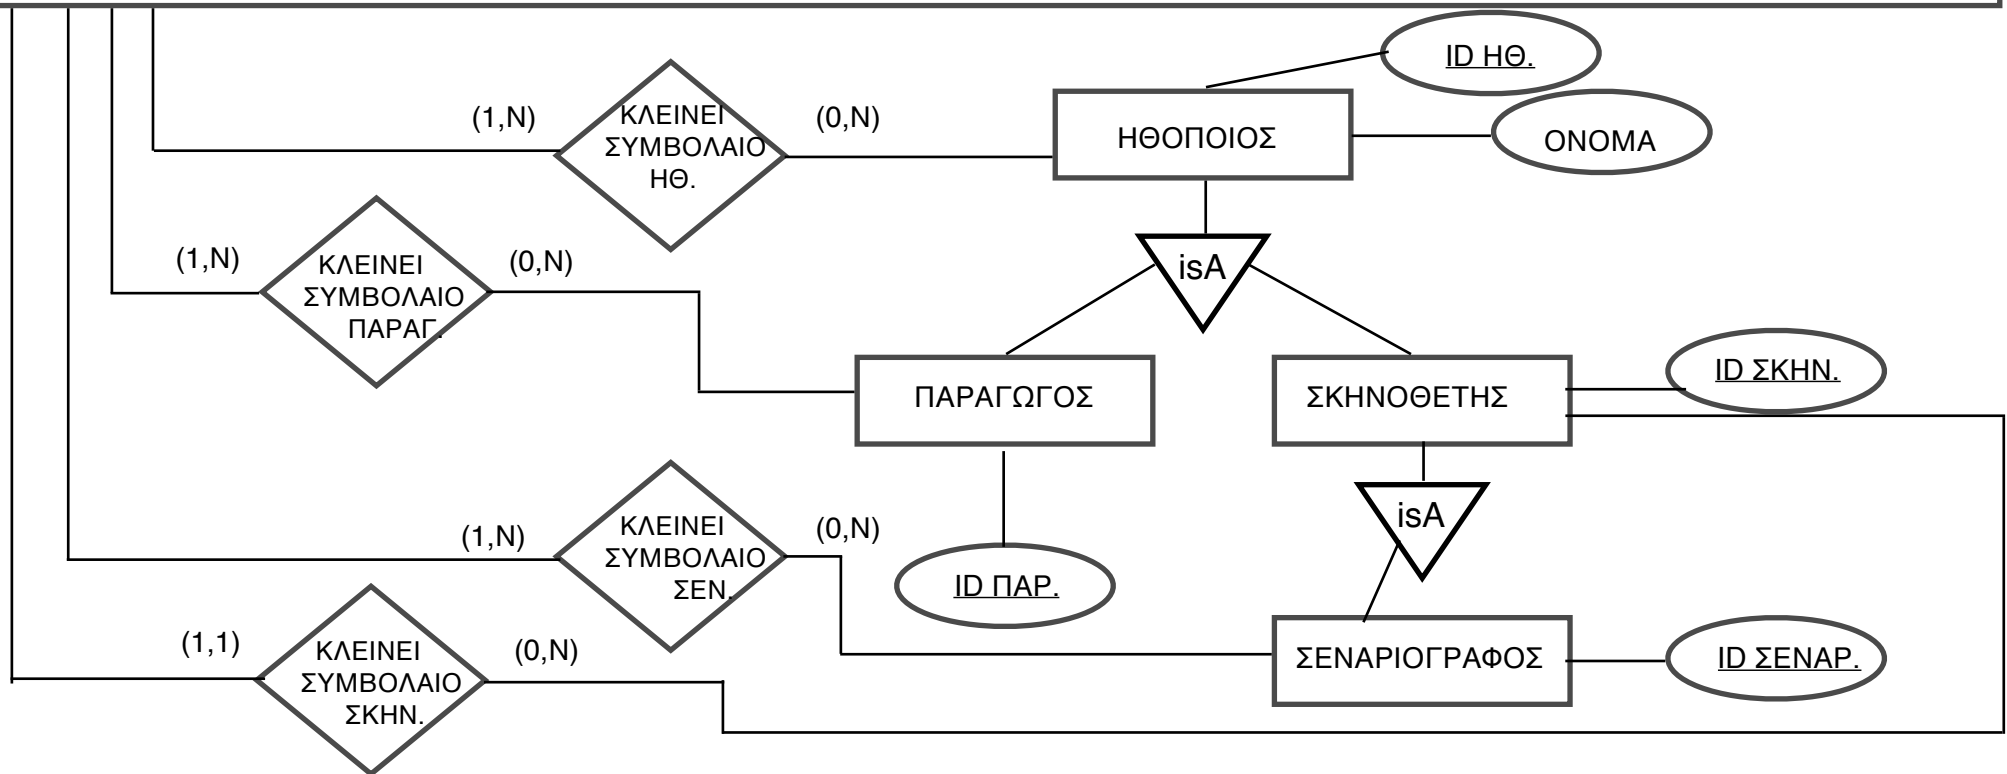 ID ΗΘ.
(1,N)
ΚΛΕΙΝΕΙ
ΣΥΜΒΟΛΑΙΟ
ΗΘ.
(0,N)
ΗΘΟΠΟΙΟΣ
ΟΝΟΜΑ
(1,N)
ΚΛΕΙΝΕΙ
ΣΥΜΒΟΛΑΙΟ
ΠΑΡΑΓ.
(0,N)
isA
ΠΑΡΑΓΩΓΟΣ
ΣΚΗΝΟΘΕΤΗΣ
ID ΣΚΗΝ.
(1,N)
ΚΛΕΙΝΕΙ
ΣΥΜΒΟΛΑΙΟ
ΣΕΝ.
(0,N)
isA
ID ΠΑΡ.
(1,1)
ΚΛΕΙΝΕΙ
ΣΥΜΒΟΛΑΙΟ
ΣΚΗΝ.
(0,N)
ΣΕΝΑΡΙΟΓΡΑΦΟΣ
ID ΣΕΝΑΡ.